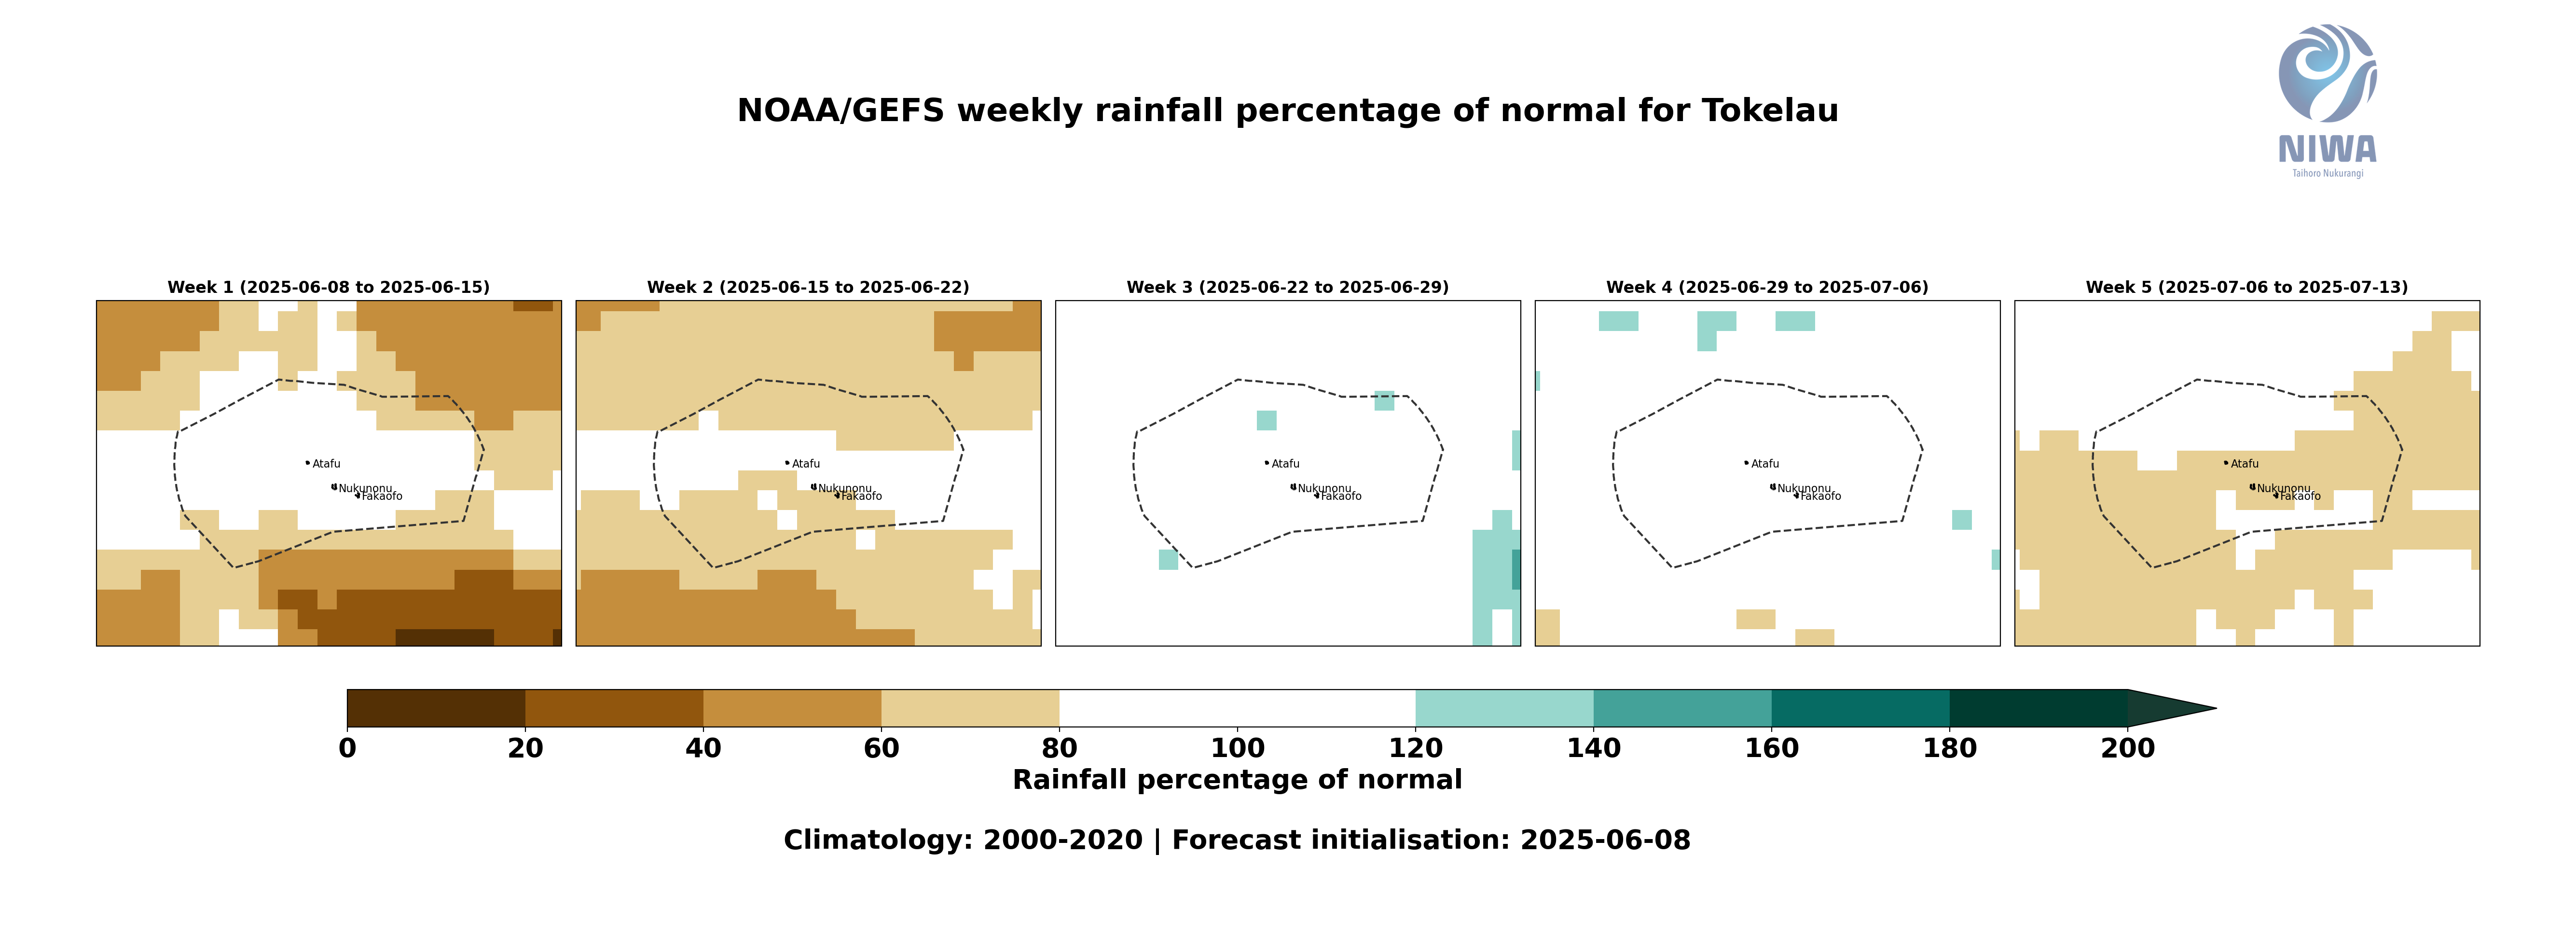 NOAA/GEFS weekly rainfall percentage of normal for Tokelau
NIWA
Taihoro Nukurangi
Week 1 (2025-06-08 to 2025-06-15)
Week 2 (2025-06-15 to 2025-06-22)
Week 3 (2025-06-22 to 2025-06-29)
Week 4 (2025-06-29 to 2025-07-06)
Week 5 (2025-07-06 to 2025-07-13)
Atafu
Nukunonu
Fakaofo
Atafu
Nukunonu
Fakaofo
Atafu
Nukunonu
Fakaofo
Atafu
Nukunonu
Fakaofo
Atafu
Nukunonu
Fakaofo
0 20 40 60 80 100 120 140 160 180 200
Rainfall percentage of normal
Climatology: 2000-2020 | Forecast initialisation: 2025-06-08